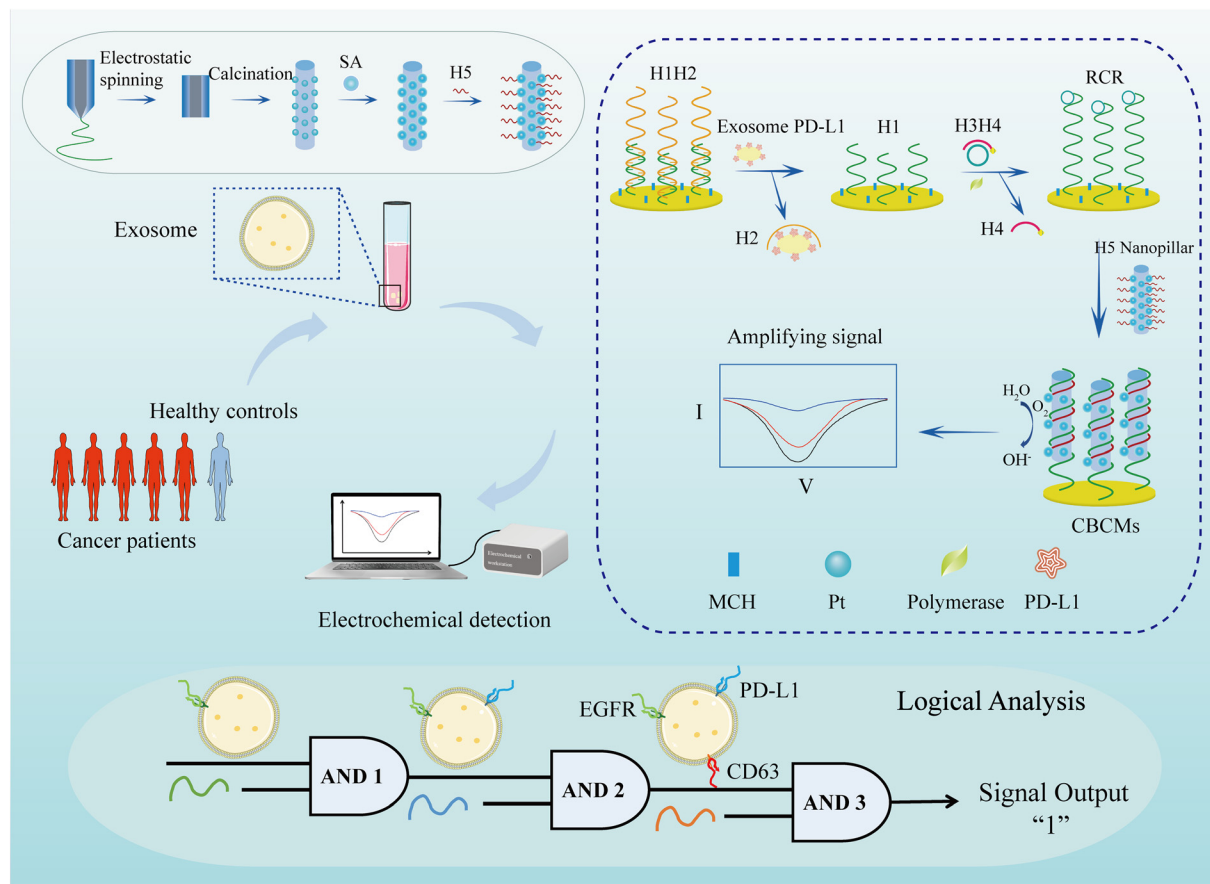 Electrostatic
spinning
Calcination
SA
H5
Exosome
Healthy controls
Cancer patients
Electrochemical
workstation
Electrochemical detection
H1H2
Exosome PD-L1
H2
H1
H3H4
H4
RCR
H5 Nanopillar
H₂O
O₂
OH⁻
CBCMs
Amplifying signal
I
V
MCH
Pt
Polymerase
PD-L1
Logical Analysis
EGFR
PD-L1
CD63
AND 1
AND 2
AND 3
Signal Output
“1”